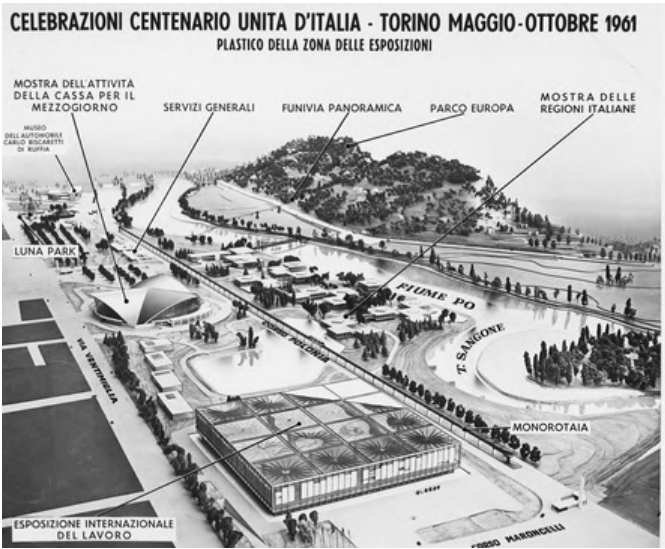 CELEBRAZIONI CENTENARIO UNITA D'ITALIA - TORINO MAGGIO-OTTOBRE 1961
PLASTICO DELLA ZONA DELLE ESPOSIZIONI
MOSTRA DELL'ATTIVITÀ
DELLA CASSA PER IL
MEZZOGIORNO
SERVIZI GENERALI
FUNIVIA PANORAMICA
PARCO EUROPA
MOSTRA DELLE
REGIONI ITALIANE
MUSEO
DELL'AUTOMOBILE
CARLO BISCARETTI
DI RUFFIA
LUNA PARK
FIUME PO
T. SANGONE
CORSO POLONIA
VIA VENTIMIGLIA
MONOROTAIA
ESPOSIZIONE INTERNAZIONALE
DEL LAVORO
CORSO MARONCELLI